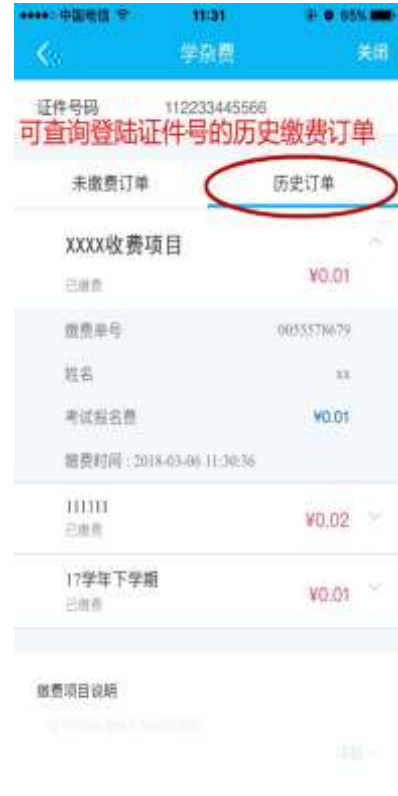 中国电信 11:31 65%
学杂费 关闭
证件号码 112233445566
可查询登陆证件号的历史缴费订单
未缴费订单 历史订单
XXXX收费项目
已缴费 ¥0.01
缴费单号 0055578679
姓名 xx
考试报名费 ¥0.01
缴费时间：2018-03-06 11:30:36
111111
已缴费 ¥0.02
17学年下学期
已缴费 ¥0.01
缴费项目说明